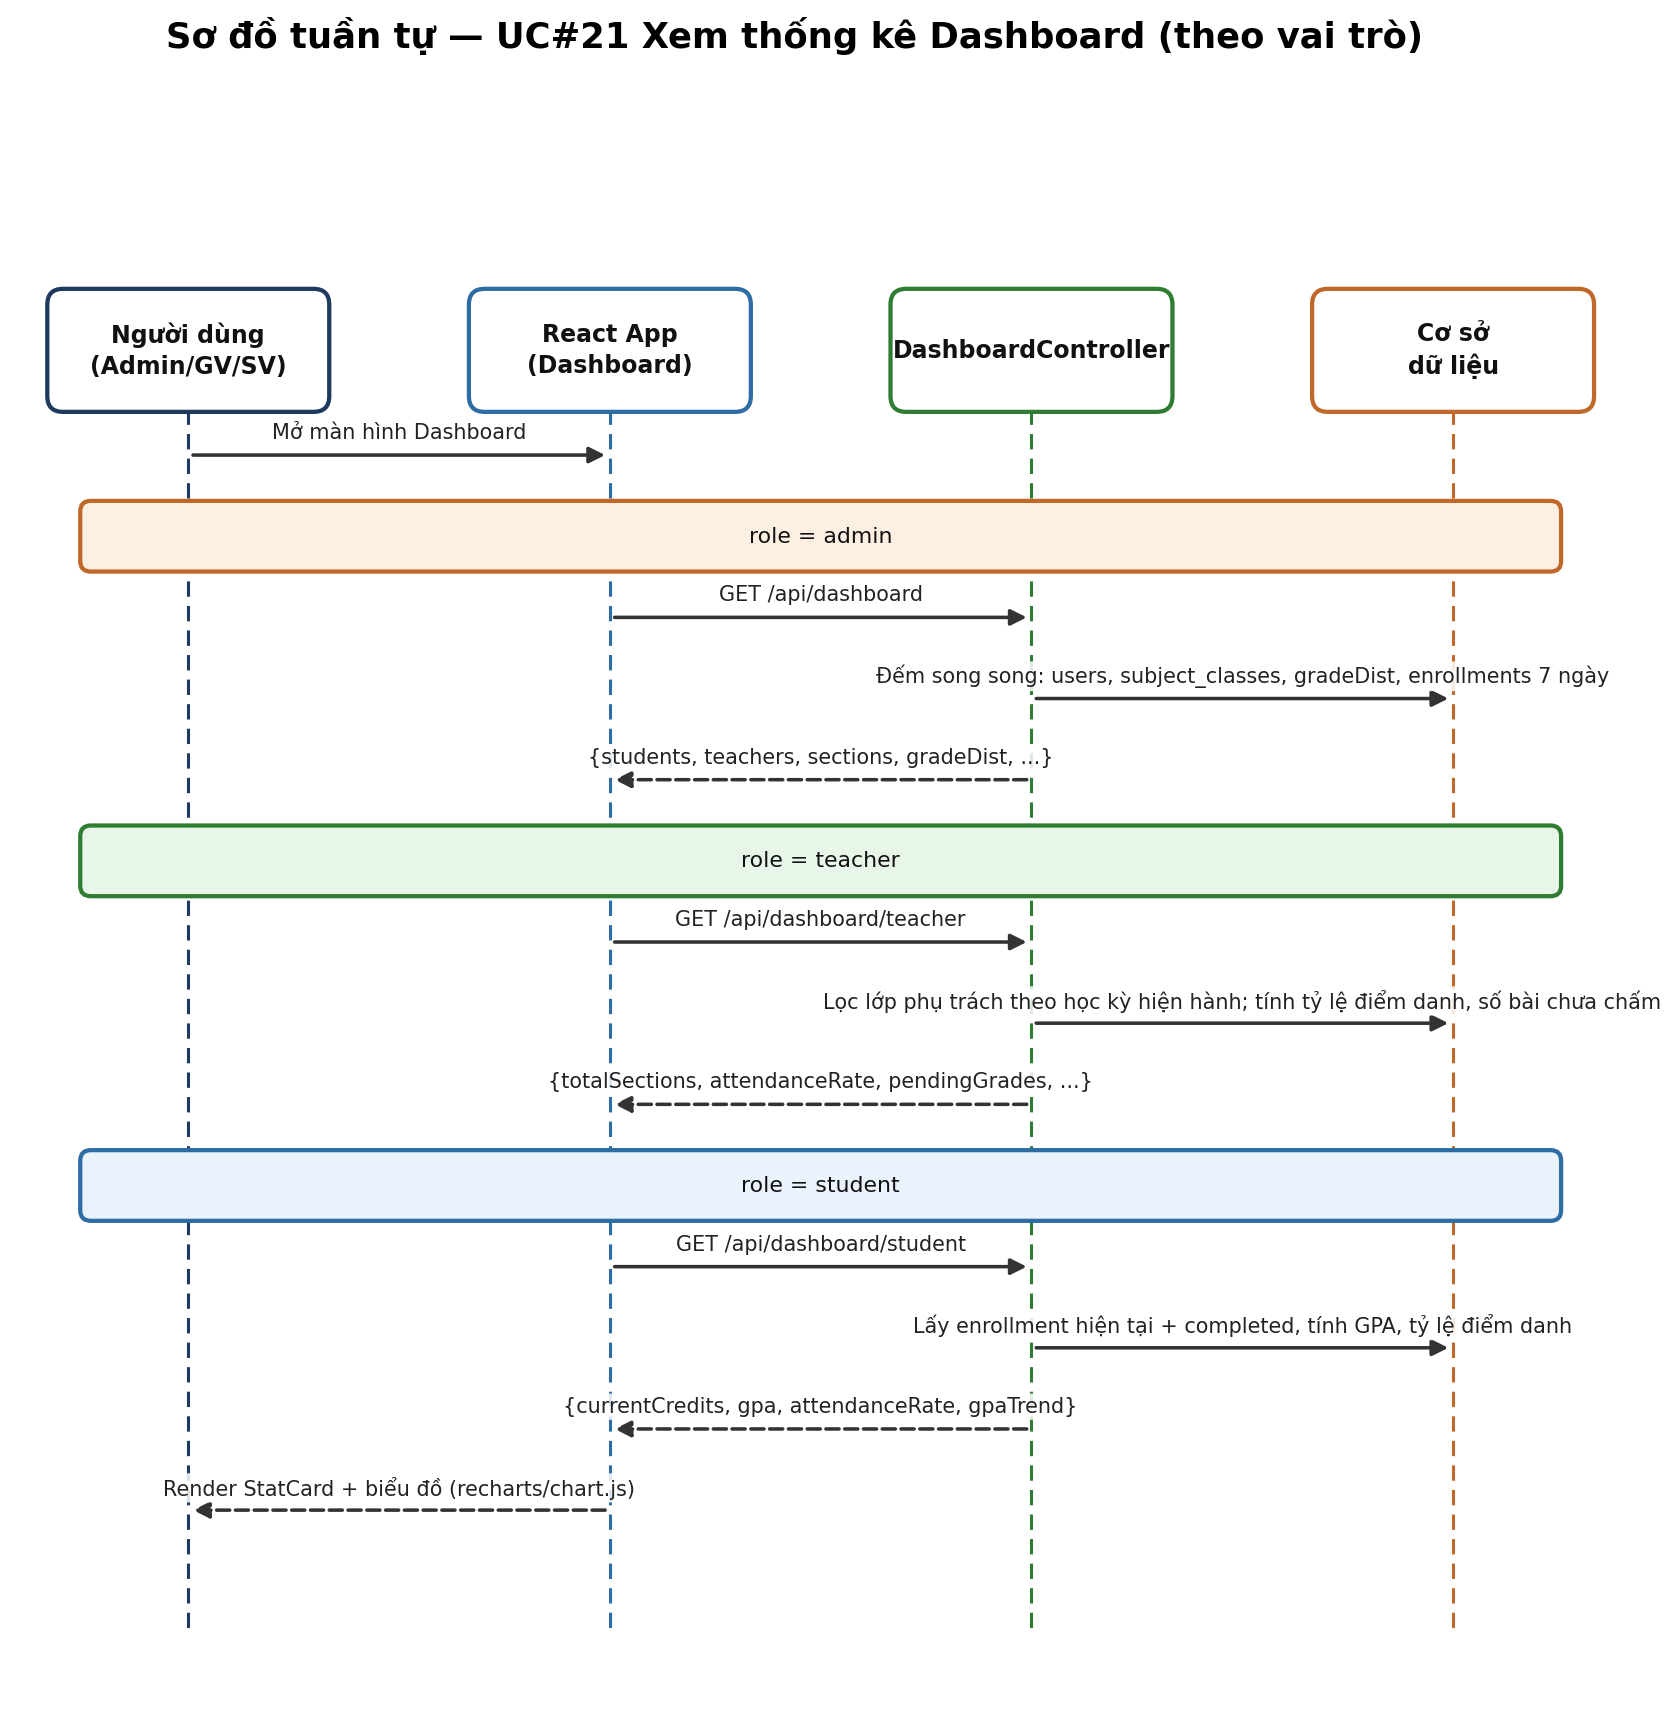 Sơ đồ tuần tự — UC#21 Xem thống kê Dashboard (theo vai trò)
Người dùng
(Admin/GV/SV)
React App
(Dashboard)
DashboardController
Cơ sở
dữ liệu
Mở màn hình Dashboard
role = admin
GET /api/dashboard
Đếm song song: users, subject_classes, gradeDist, enrollments 7 ngày
{students, teachers, sections, gradeDist, ...}
role = teacher
GET /api/dashboard/teacher
Lọc lớp phụ trách theo học kỳ hiện hành; tính tỷ lệ điểm danh, số bài chưa chấm
{totalSections, attendanceRate, pendingGrades, ...}
role = student
GET /api/dashboard/student
Lấy enrollment hiện tại + completed, tính GPA, tỷ lệ điểm danh
{currentCredits, gpa, attendanceRate, gpaTrend}
Render StatCard + biểu đồ (recharts/chart.js)